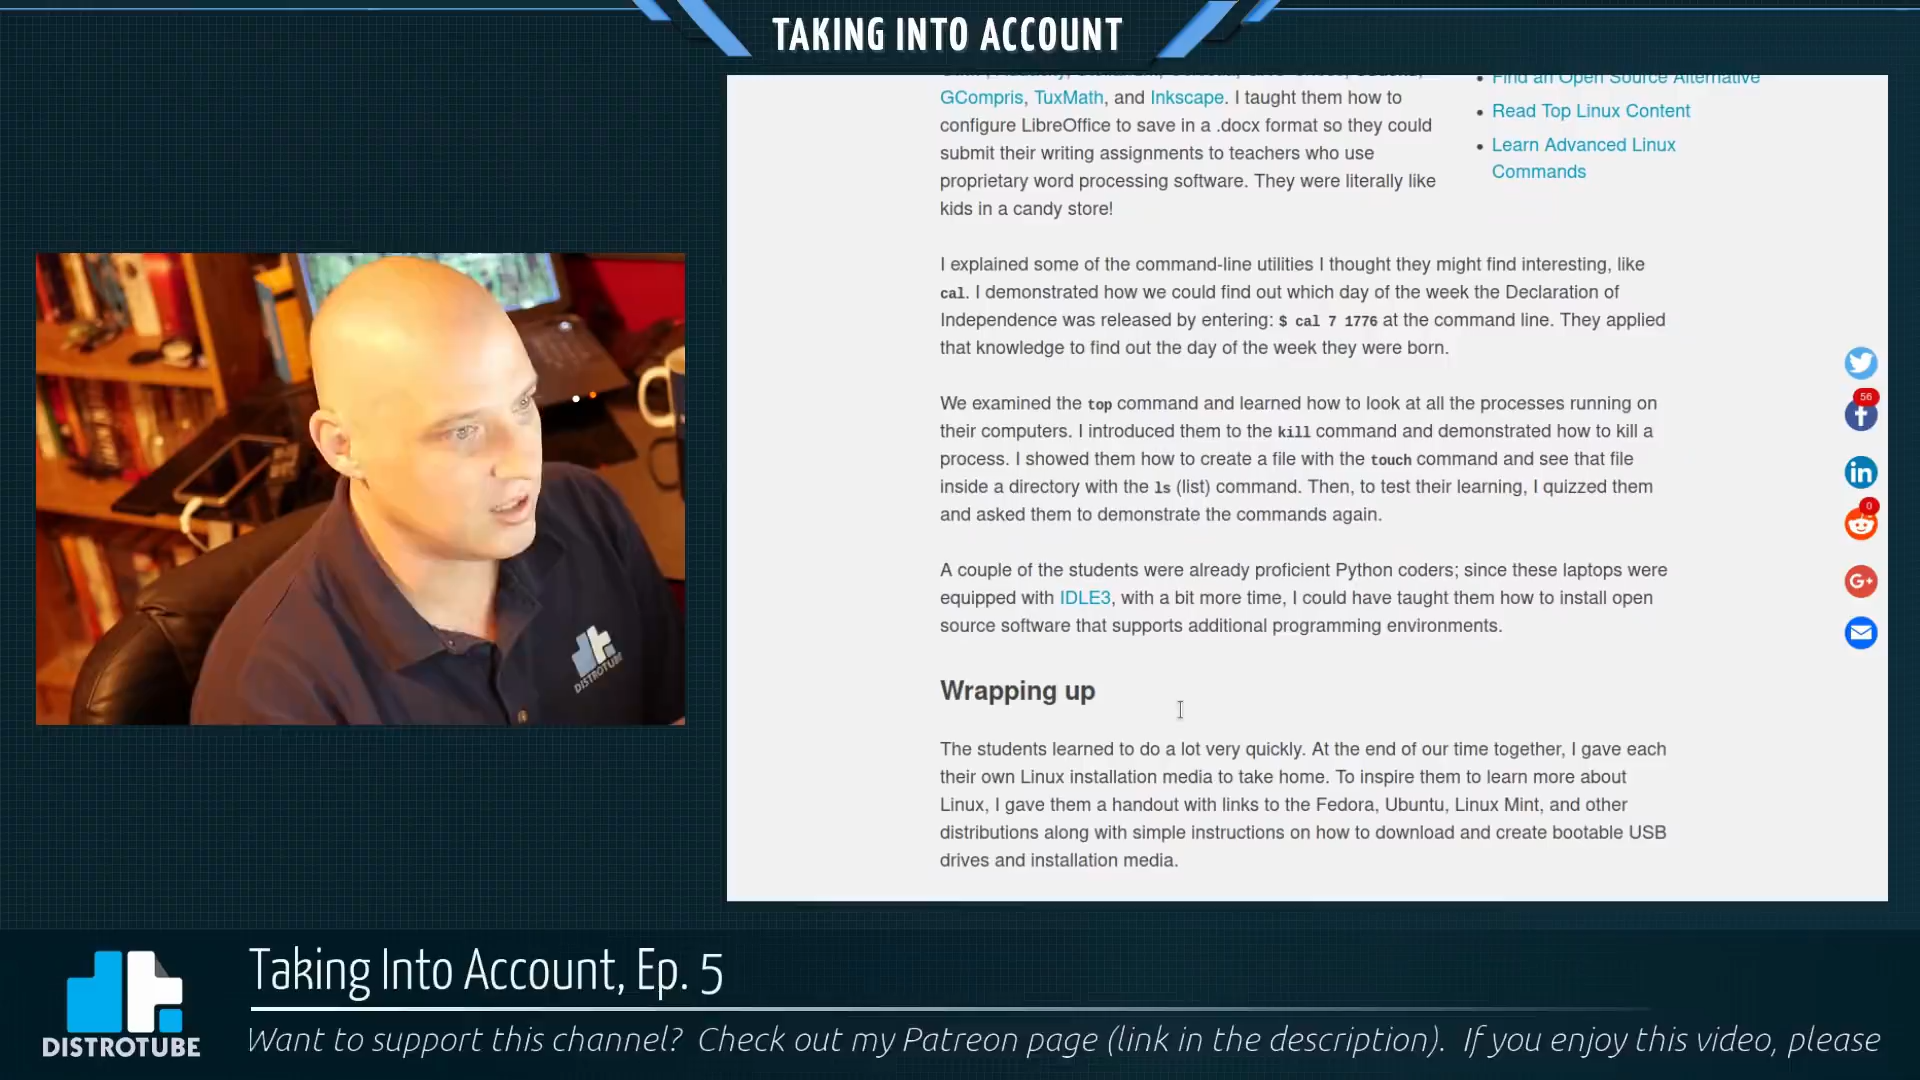 TAKING INTO ACCOUNT
GCompris, TuxMath, and Inkscape. I taught them how to
configure LibreOffice to save in a .docx format so they could
submit their writing assignments to teachers who use
proprietary word processing software. They were literally like
kids in a candy store!
Find an Open Source Alternative
Read Top Linux Content
Learn Advanced Linux
Commands
I explained some of the command-line utilities I thought they might find interesting, like
cal. I demonstrated how we could find out which day of the week the Declaration of
Independence was released by entering: $ cal 7 1776 at the command line. They applied
that knowledge to find out the day of the week they were born.
We examined the top command and learned how to look at all the processes running on
their computers. I introduced them to the kill command and demonstrated how to kill a
process. I showed them how to create a file with the touch command and see that file
inside a directory with the ls (list) command. Then, to test their learning, I quizzed them
and asked them to demonstrate the commands again.
A couple of the students were already proficient Python coders; since these laptops were
equipped with IDLE3, with a bit more time, I could have taught them how to install open
source software that supports additional programming environments.
Wrapping up
The students learned to do a lot very quickly. At the end of our time together, I gave each
their own Linux installation media to take home. To inspire them to learn more about
Linux, I gave them a handout with links to the Fedora, Ubuntu, Linux Mint, and other
distributions along with simple instructions on how to download and create bootable USB
drives and installation media.
56
0
G+
DISTROTUBE
Taking Into Account, Ep. 5
Want to support this channel? Check out my Patreon page (link in the description). If you enjoy this video, please
DISTROTUBE